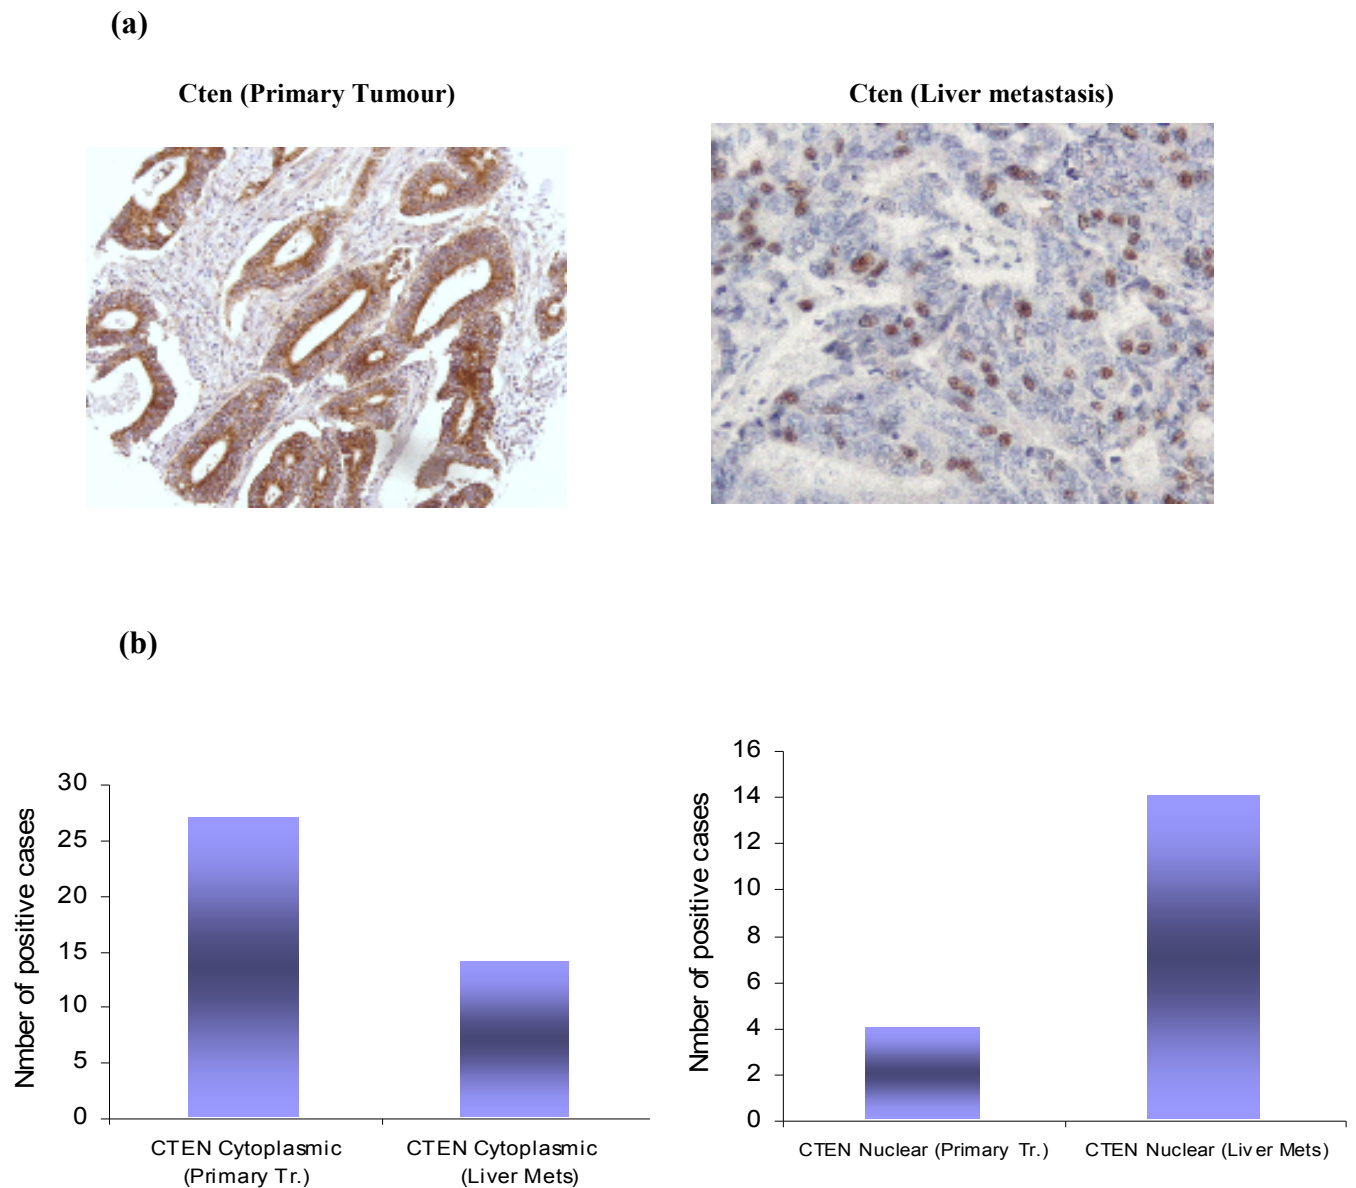 (a)
Cten (Primary Tumour)
Cten (Liver metastasis)
(b)
Nmber of positive cases
30
25
20
15
10
5
0
CTEN Cytoplasmic
(Primary Tr.)
CTEN Cytoplasmic
(Liver Mets)
Nmber of positive cases
16
14
12
10
8
6
4
2
0
CTEN Nuclear (Primary Tr.)
CTEN Nuclear (Liver Mets)